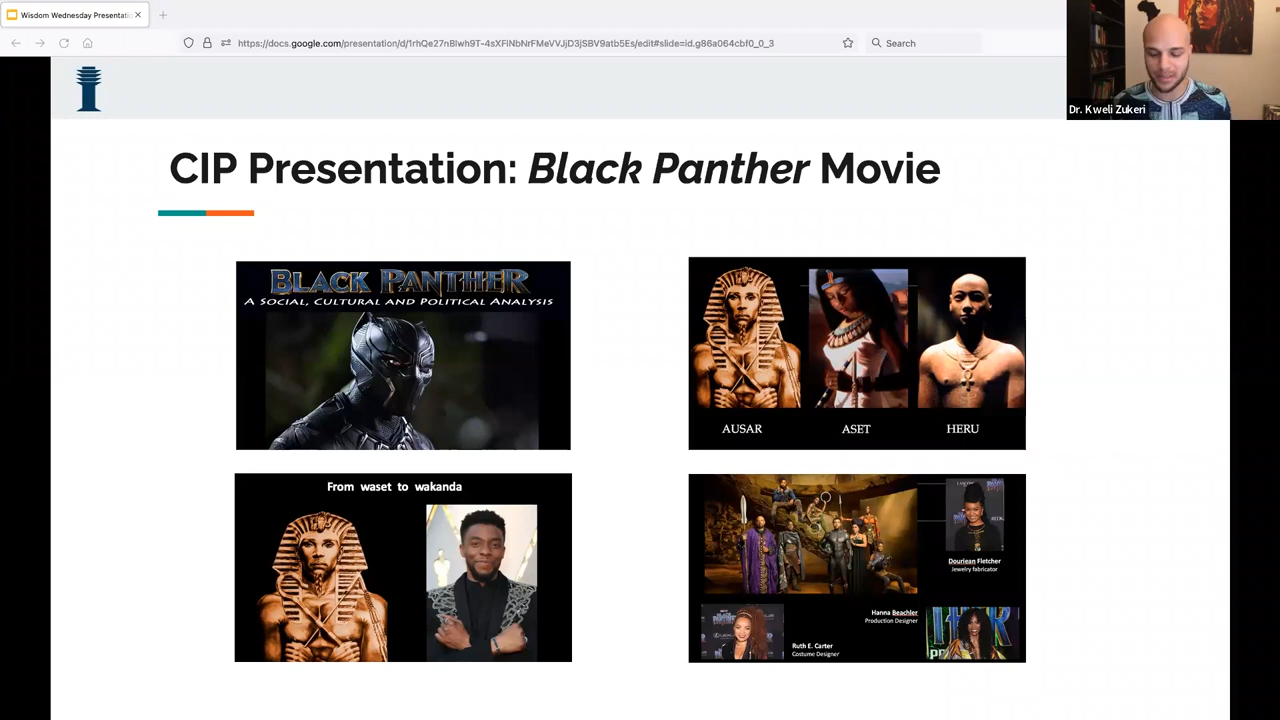 Wisdom Wednesday Presentati
https://docs.google.com/presentation/d/1rhQe27nBIwh9T-4sXFiNbNrFMeVVJjD3jSBV9atb5Es/edit#slide=id.g86a064cbf0_0_3
Search
Dr. Kweli Zukeri
CIP Presentation: Black Panther Movie
BLACK PANTHER
A SOCIAL, CULTURAL AND POLITICAL ANALYSIS
AUSAR
ASET
HERU
From waset to wakanda
Douriean Fletcher
Jewelry fabricator
Hanna Beachler
Production Designer
Ruth E. Carter
Costume Designer